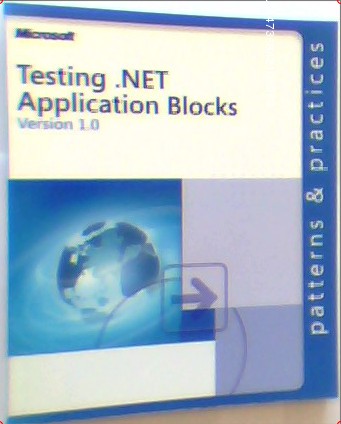 Microsoft
Testing .NET
Application Blocks
Version 1.0
patterns & practices